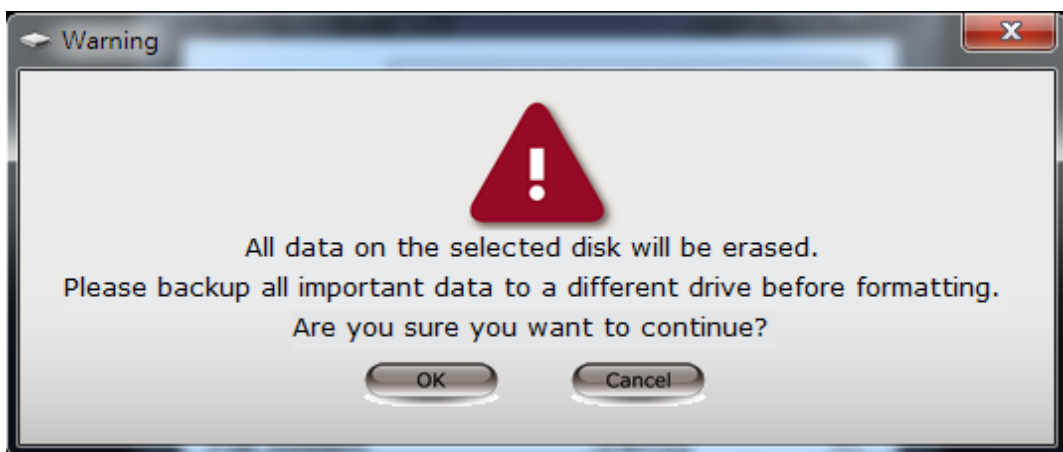 Warning
All data on the selected disk will be erased.
Please backup all important data to a different drive before formatting.
Are you sure you want to continue?
OK Cancel